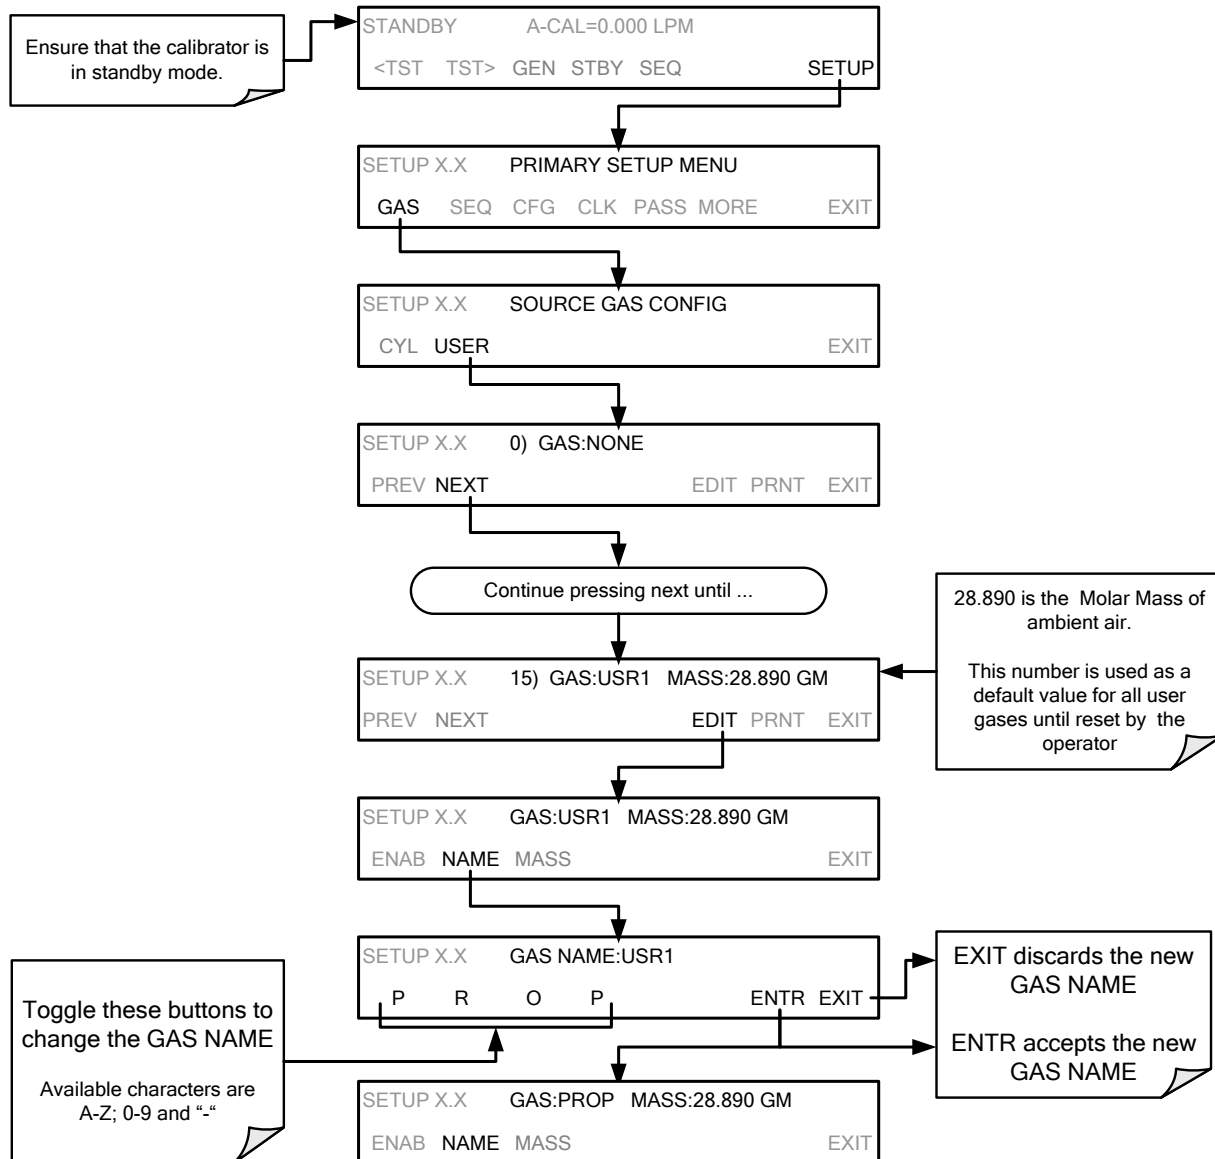 Ensure that the calibrator is
in standby mode.
STANDBY A-CAL=0.000 LPM
<TST TST> GEN STBY SEQ SETUP
SETUP X.X PRIMARY SETUP MENU
GAS SEQ CFG CLK PASS MORE EXIT
SETUP X.X SOURCE GAS CONFIG
CYL USER EXIT
SETUP X.X 0) GAS:NONE
PREV NEXT EDIT PRNT EXIT
Continue pressing next until ...
SETUP X.X 15) GAS:USR1 MASS:28.890 GM
PREV NEXT EDIT PRNT EXIT
28.890 is the Molar Mass of
ambient air.
This number is used as a
default value for all user
gases until reset by the
operator
SETUP X.X GAS:USR1 MASS:28.890 GM
ENAB NAME MASS EXIT
SETUP X.X GAS NAME:USR1
P R O P ENTR EXIT
EXIT discards the new
GAS NAME
ENTR accepts the new
GAS NAME
Toggle these buttons to
change the GAS NAME
Available characters are
A-Z; 0-9 and “-“
SETUP X.X GAS:PROP MASS:28.890 GM
ENAB NAME MASS EXIT